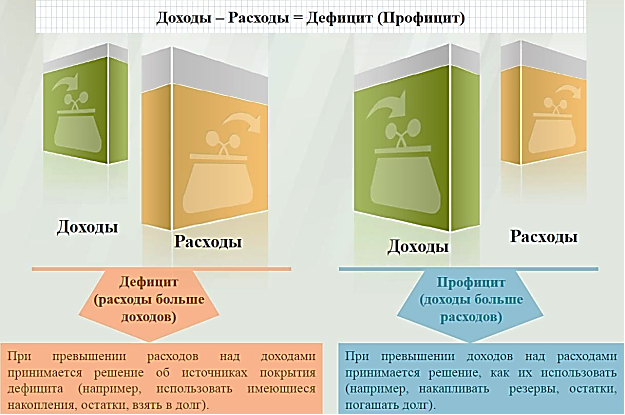 Доходы – Расходы = Дефицит (Профицит)
Доходы
Расходы
Доходы
Расходы
Дефицит
(расходы больше
доходов)
Профицит
(доходы больше
расходов)
При превышении расходов над доходами
принимается решение об источниках покрытия
дефицита (например, использовать имеющиеся
накопления, остатки, взять в долг).
При превышении доходов над расходами
принимается решение, как их использовать
(например, накапливать резервы, остатки,
погашать долг).